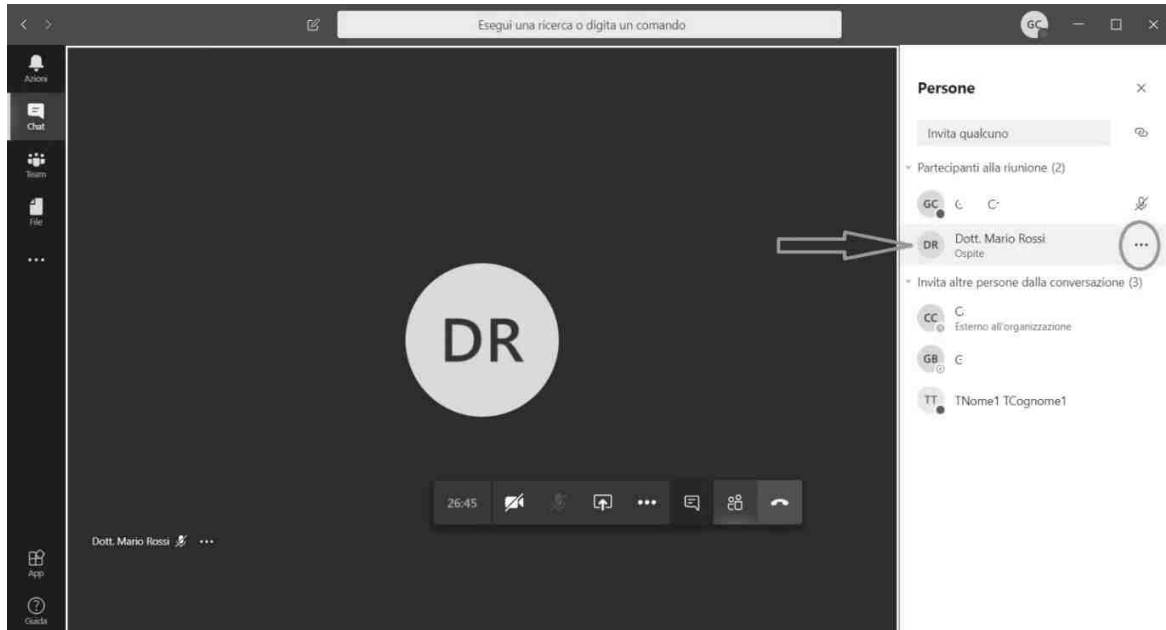 Esegui una ricerca o digita un comando
GC
Azioni
Chat
Team
File
App
Guida
DR
26:45
Dott. Mario Rossi
Persone
Invita qualcuno
Partecipanti alla riunione (2)
GC
DR Dott. Mario Rossi
Ospite
Invita altre persone dalla conversazione (3)
CC C
Esterno all'organizzazione
GB
TT TNome1 TCognome1